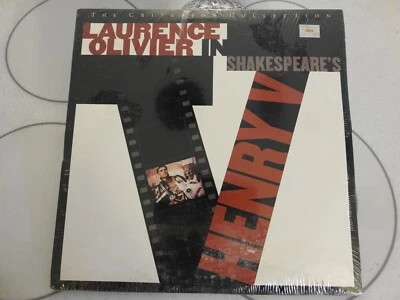 THE CRITERION COLLECTION
LAURENCE
OLIVIER IN
SHAKESPEARE'S
HENRY V